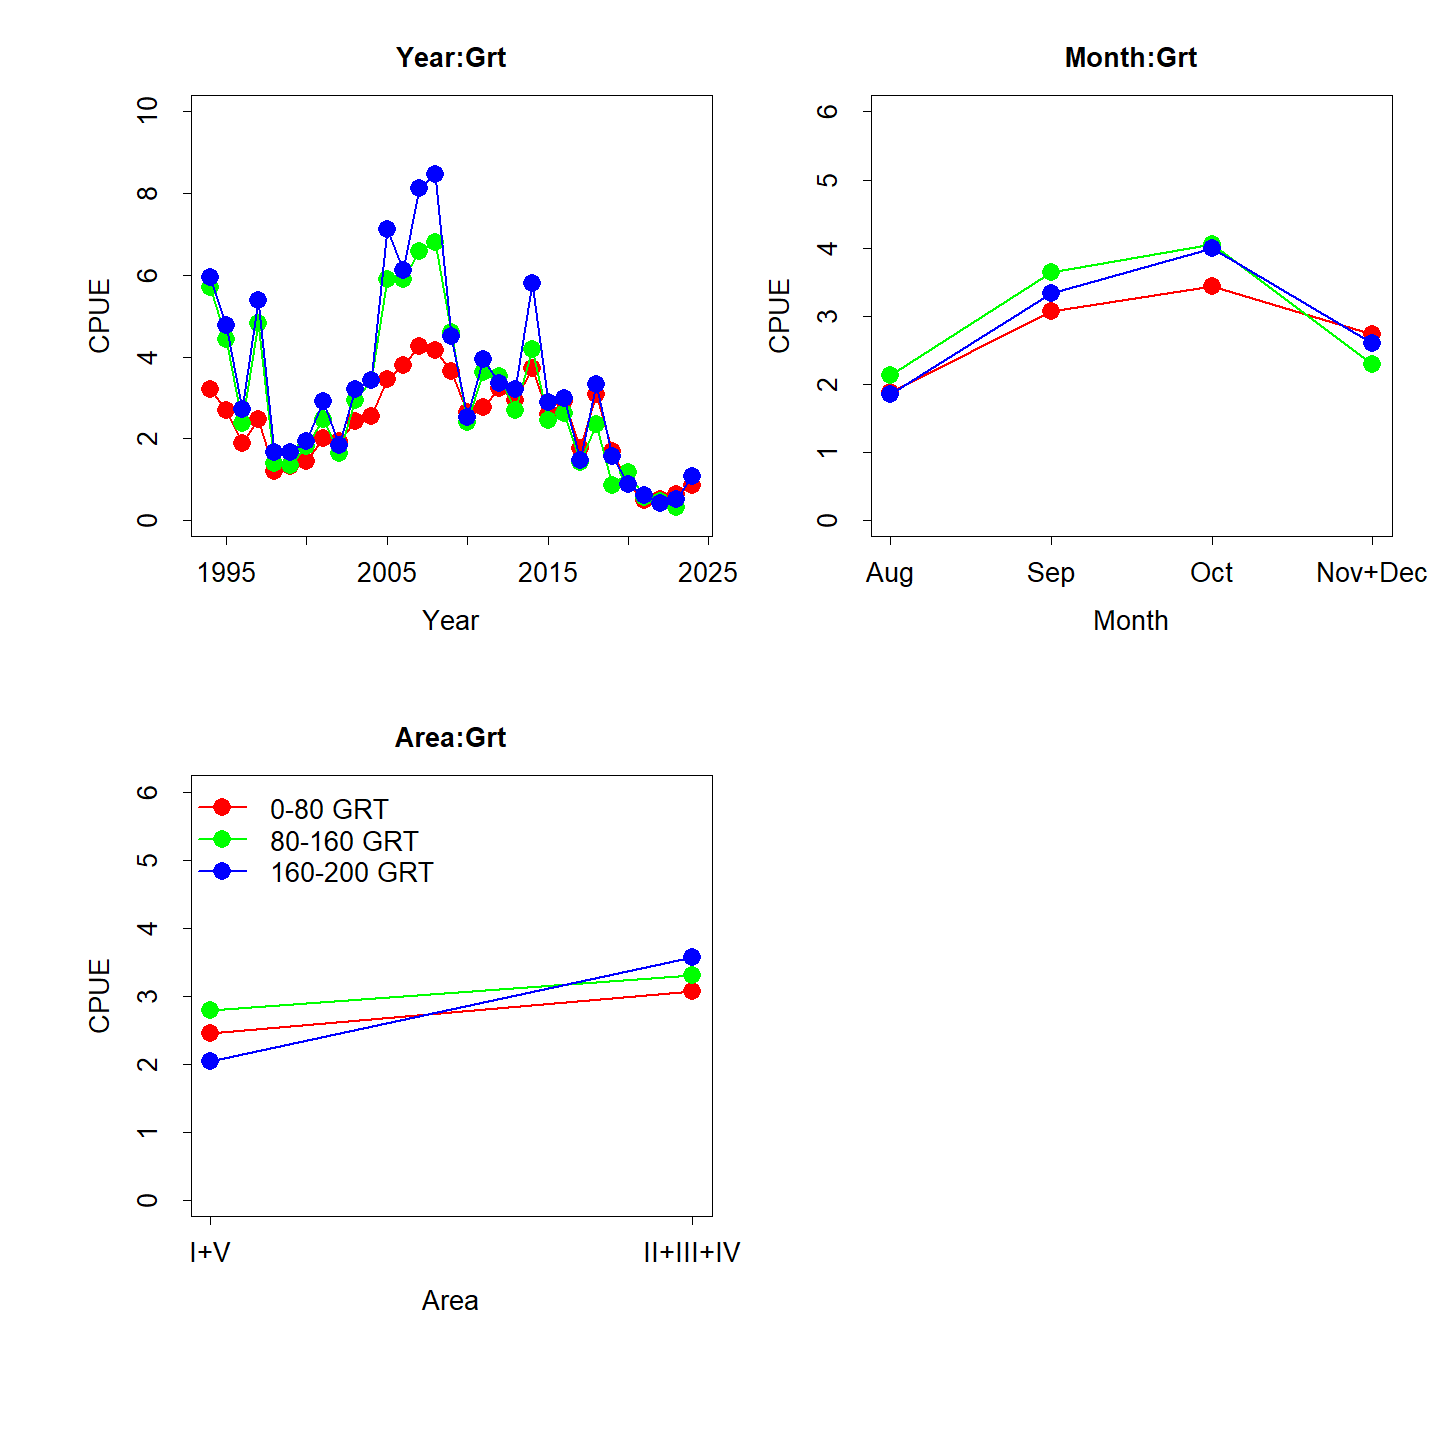 Year:Grt
CPUE
10
8
6
4
2
0
1995 2005 2015 2025
Year
Month:Grt
CPUE
6
5
4
3
2
1
0
Aug Sep Oct Nov+Dec
Month
Area:Grt
CPUE
6
5
4
3
2
1
0
0-80 GRT
80-160 GRT
160-200 GRT
I+V II+III+IV
Area